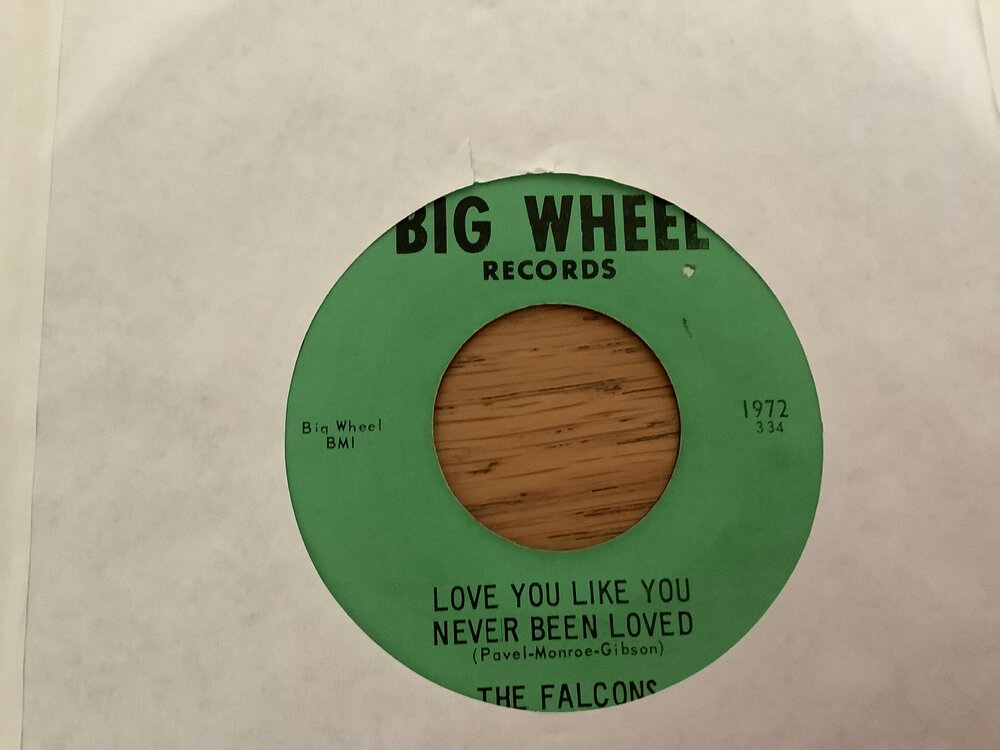 BIG WHEEL
RECORDS
Big Wheel
BMI
1972
334
LOVE YOU LIKE YOU
NEVER BEEN LOVED
(Pavel-Monroe-Gibson)
THE FALCONS